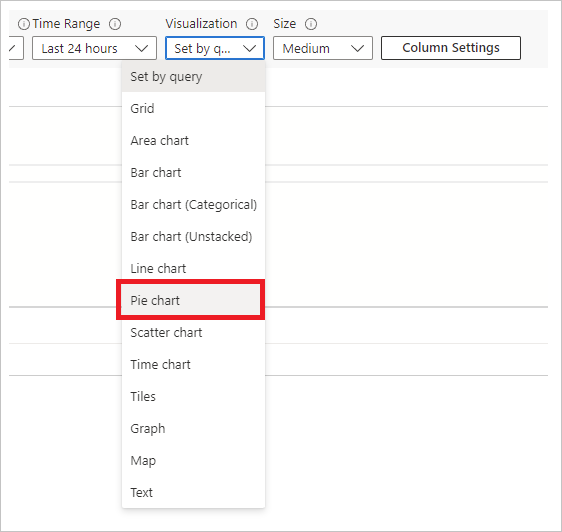 Time Range Visualization Size
Last 24 hours Set by q... Medium Column Settings
Set by query
Grid
Area chart
Bar chart
Bar chart (Categorical)
Bar chart (Unstacked)
Line chart
Pie chart
Scatter chart
Time chart
Tiles
Graph
Map
Text